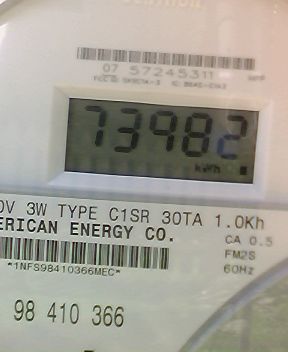 07 57245311
73982
kWh
0V 3W TYPE C1SR 30TA 1.0Kh
ERICAN ENERGY CO.
CA 0.5
*1NFS98410366MEC*
FM2S
60Hz
98 410 366